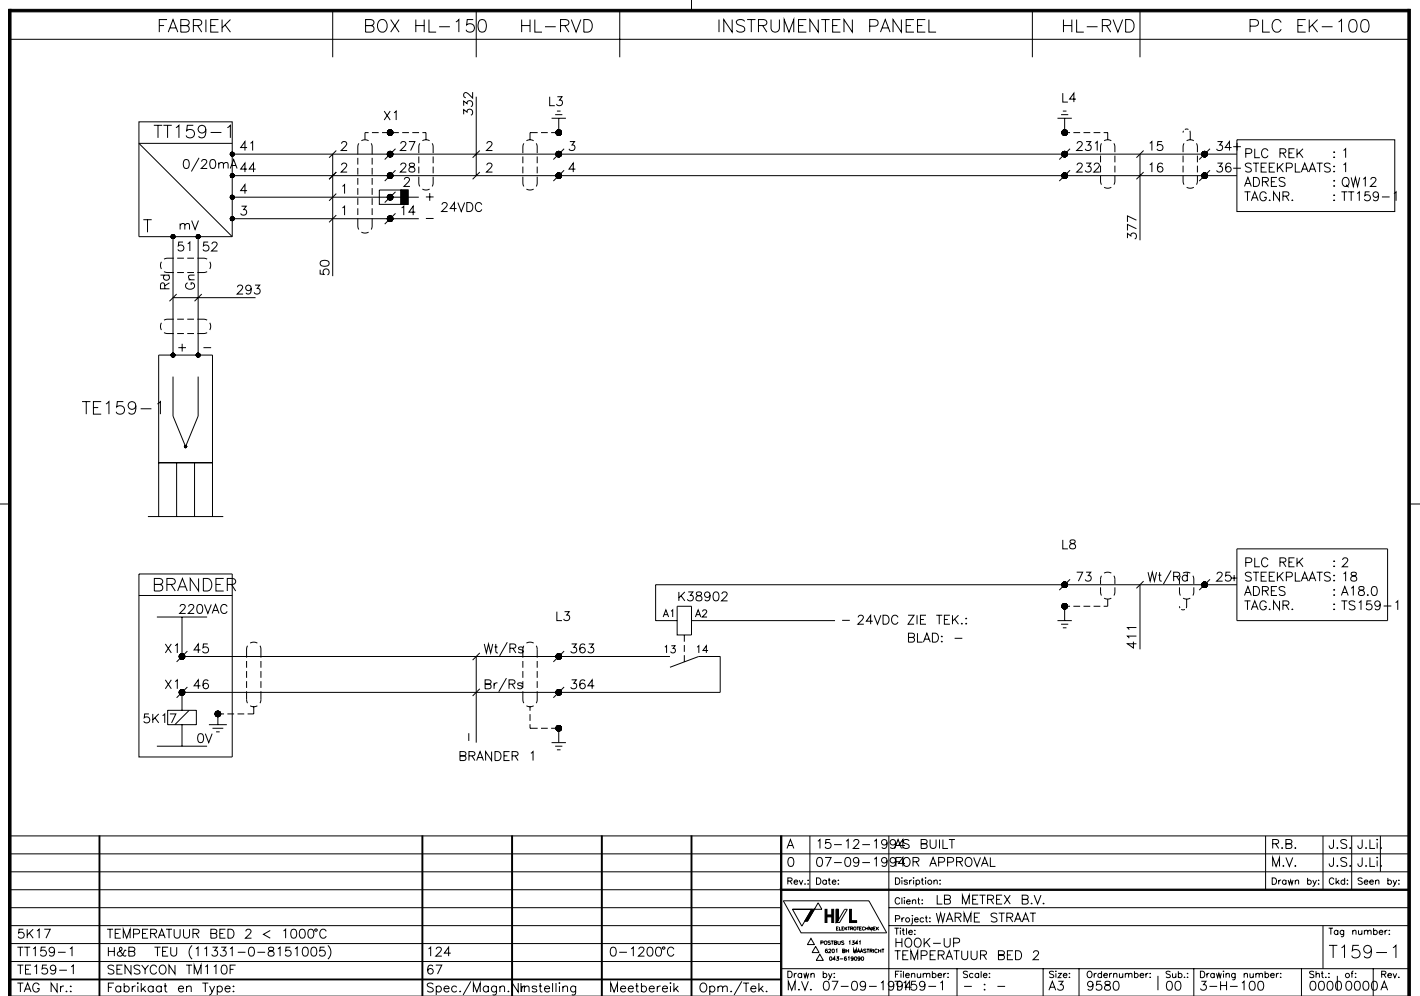 FABRIEK BOX HL-150 HL-RVD INSTRUMENTEN PANEEL HL-RVD PLC EK-100
332 L3 L4
X1
TT159-1
41 2 27 2 3 231 15 34+
0/20mA
44 2 28 2 4 232 16 36-
4 1 2 +
24VDC
3 1 14 -
T mV
51 52
PLC REK : 1
STEEKPLAATS: 1
ADRES : QW12
TAG.NR. : TT159-1
377
50
Rd Gn
293
+ -
TE159-1
L8
BRANDER
220VAC
73 Wt/Rd 25+
PLC REK : 2
STEEKPLAATS: 18
ADRES : A18.0
TAG.NR. : TS159-1
K38902
A1 A2
- 24VDC ZIE TEK.:
BLAD: -
411
L3
X1 45 Wt/Rs 363 13 14
X1 46 Br/Rs 364
5K17
0V
BRANDER 1
A 15-12-1994 AS BUILT R.B. J.S. J.Li.
0 07-09-1994 FOR APPROVAL M.V. J.S. J.Li.
Rev.: Date: Disription: Drawn by: Ckd: Seen by:
Client: LB METREX B.V.
Project: WARME STRAAT
HVL
ELEKTROTECHNIEK
POSTBUS 1341
6201 BH MAASTRICHT
043-619090
Title:
HOOK-UP
TEMPERATUUR BED 2
Tag number:
T159-1
5K17 TEMPERATUUR BED 2 < 1000°C
TT159-1 H&B TEU (11331-0-8151005) 124 0-1200°C
TE159-1 SENSYCON TM110F 67
TAG Nr.: Fabrikaat en Type: Spec./Magn.Nr. Instelling Meetbereik Opm./Tek.
Drawn by: Filenumber: Scale: Size: Ordernumber: Sub.: Drawing number: Sht.: of: Rev.
M.V. 07-09-1994 T159-1 - : - A3 9580 00 3-H-100 0000 0000 A